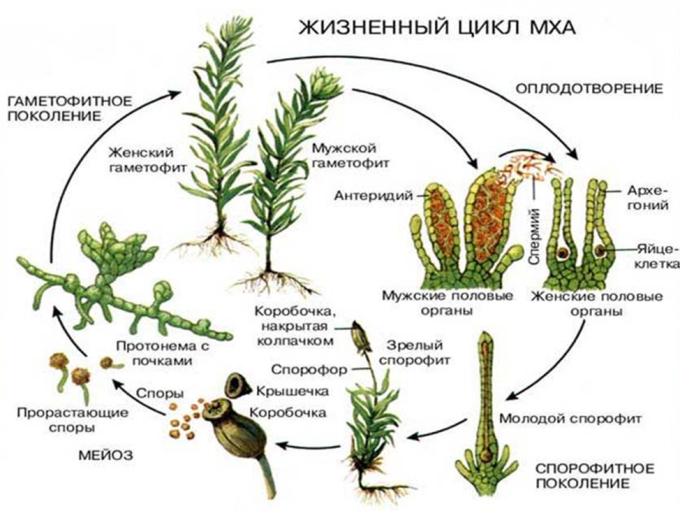 ЖИЗНЕННЫЙ ЦИКЛ МХА
ГАМЕТОФИТНОЕ
ПОКОЛЕНИЕ
ОПЛОДОТВОРЕНИЕ
Женский
гаметофит
Мужской
гаметофит
Антеридий
Спермий
Архе-
гоний
Яйце-
клетка
Мужские половые
органы
Женские половые
органы
Протонема с
почками
Коробочка,
накрытая
колпачком
Зрелый
спорофит
Спорофор
Крышечка
Коробочка
Споры
Прорастающие
споры
МЕЙОЗ
Молодой спорофит
СПОРОФИТНОЕ
ПОКОЛЕНИЕ